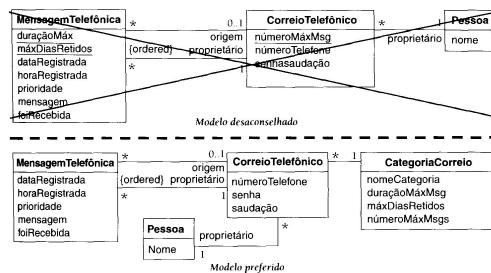 MensagemTelefônica
duraçãoMáx
máxDiasRetidos
dataRegistrada
horaRegistrada
prioridade
mensagem
foiRecebida
*
0..1
origem
{ordered} proprietário
*
1
CorreioTelefônico
númeroMáxMsg
númeroTelefone
senhasaudação
*
1
proprietário
Pessoa
nome
Modelo desaconselhado
MensagemTelefônica
dataRegistrada
horaRegistrada
prioridade
mensagem
foiRecebida
*
0..1
origem
{ordered} proprietário
*
1
CorreioTelefônico
númeroTelefone
senha
saudação
*
1
CategoriaCorreio
nomeCategoria
duraçãoMáxMsg
máxDiasRetidos
númeroMáxMsgs
Pessoa
Nome
proprietário
*
1
Modelo preferido